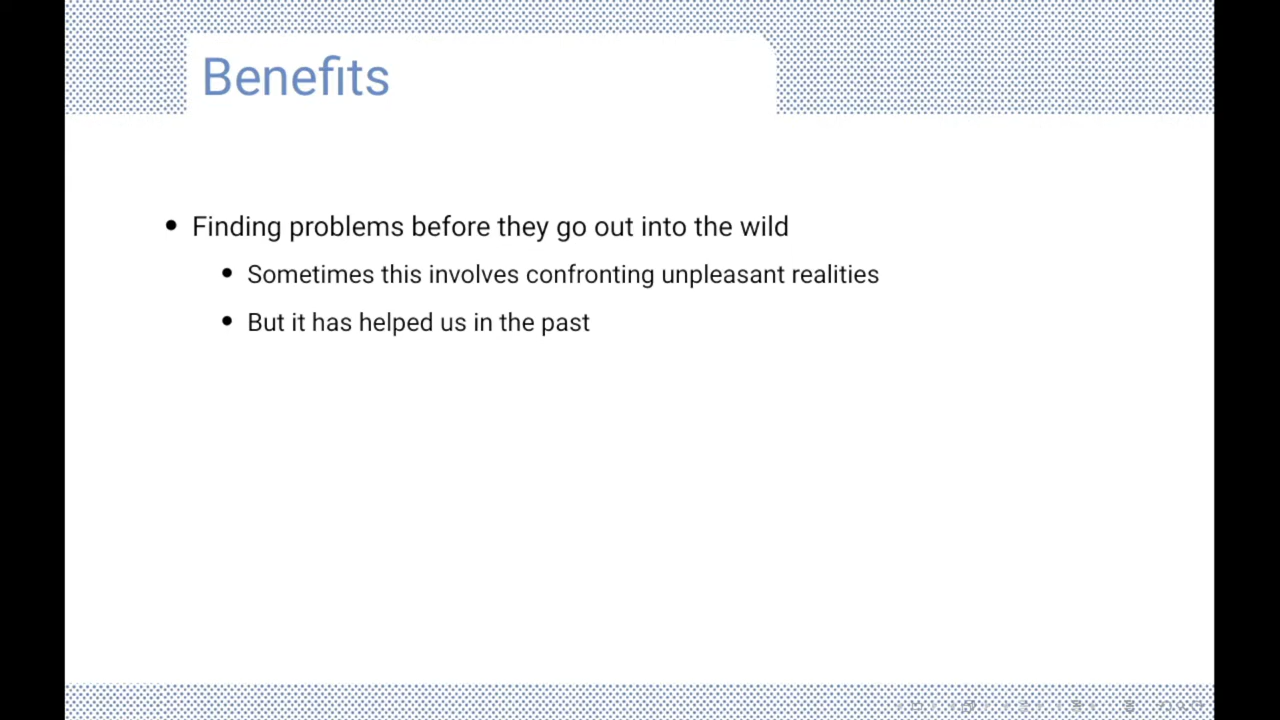 Benefits
Finding problems before they go out into the wild
Sometimes this involves confronting unpleasant realities
But it has helped us in the past